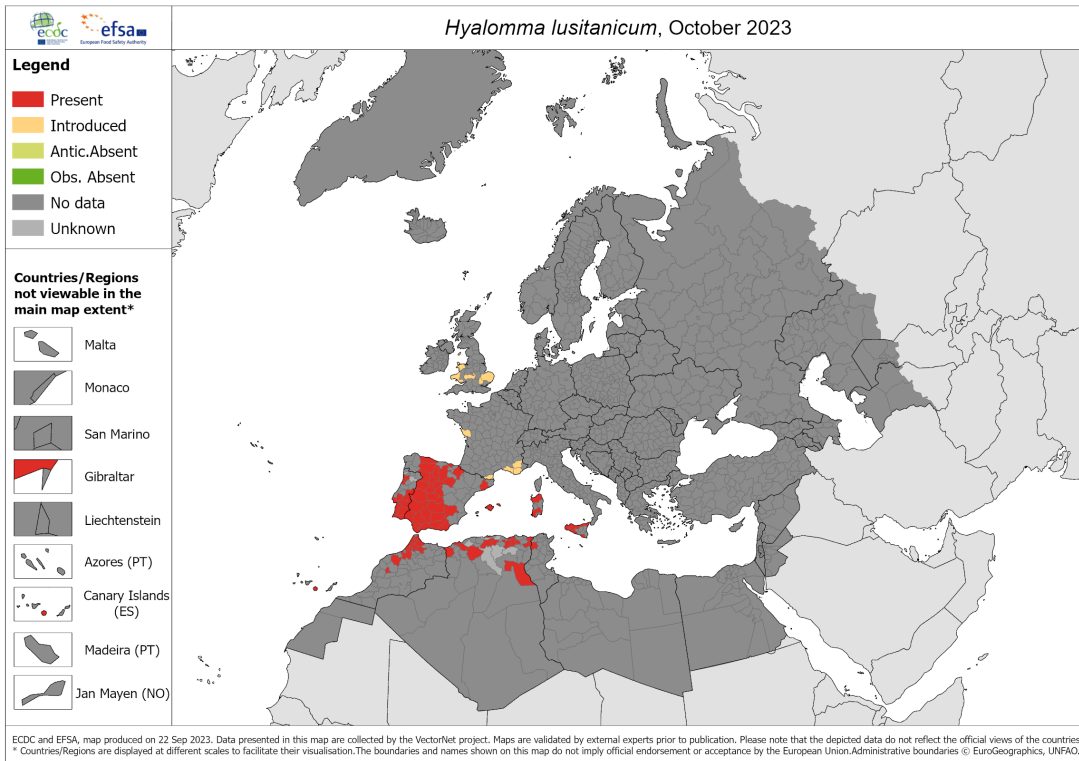 ecdc
efsa
European Food Safety Authority
Hyalomma lusitanicum, October 2023
Legend
Present
Introduced
Antic.Absent
Obs. Absent
No data
Unknown
Countries/Regions
not viewable in the
main map extent*
Malta
Monaco
San Marino
Gibraltar
Liechtenstein
Azores (PT)
Canary Islands
(ES)
Madeira (PT)
Jan Mayen (NO)
ECDC and EFSA, map produced on 22 Sep 2023. Data presented in this map are collected by the VectorNet project. Maps are validated by external experts prior to publication. Please note that the depicted data do not reflect the official views of the countries
* Countries/Regions are displayed at different scales to facilitate their visualisation.The boundaries and names shown on this map do not imply official endorsement or acceptance by the European Union.Administrative boundaries © EuroGeographics, UNFAO.